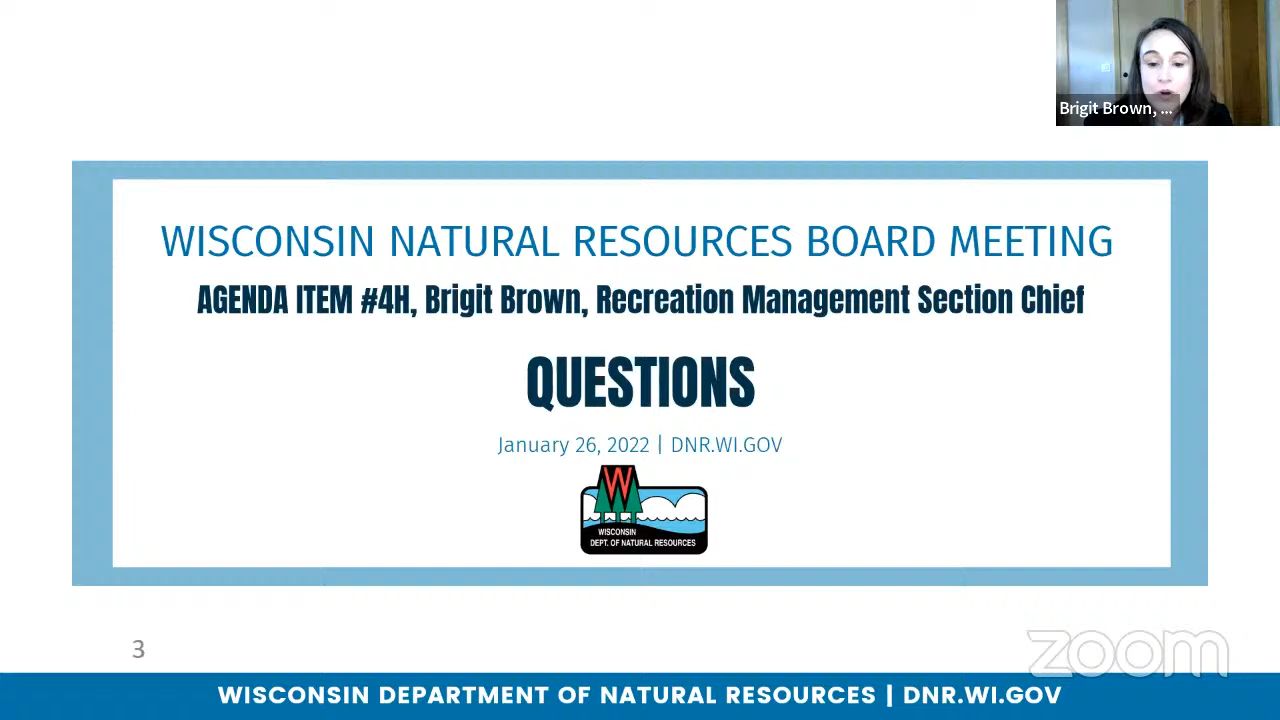 Brigit Brown, ...
WISCONSIN NATURAL RESOURCES BOARD MEETING
AGENDA ITEM #4H, Brigit Brown, Recreation Management Section Chief
QUESTIONS
January 26, 2022 | DNR.WI.GOV
W
WISCONSIN
DEPT. OF NATURAL RESOURCES
3
zoom
WISCONSIN DEPARTMENT OF NATURAL RESOURCES | DNR.WI.GOV